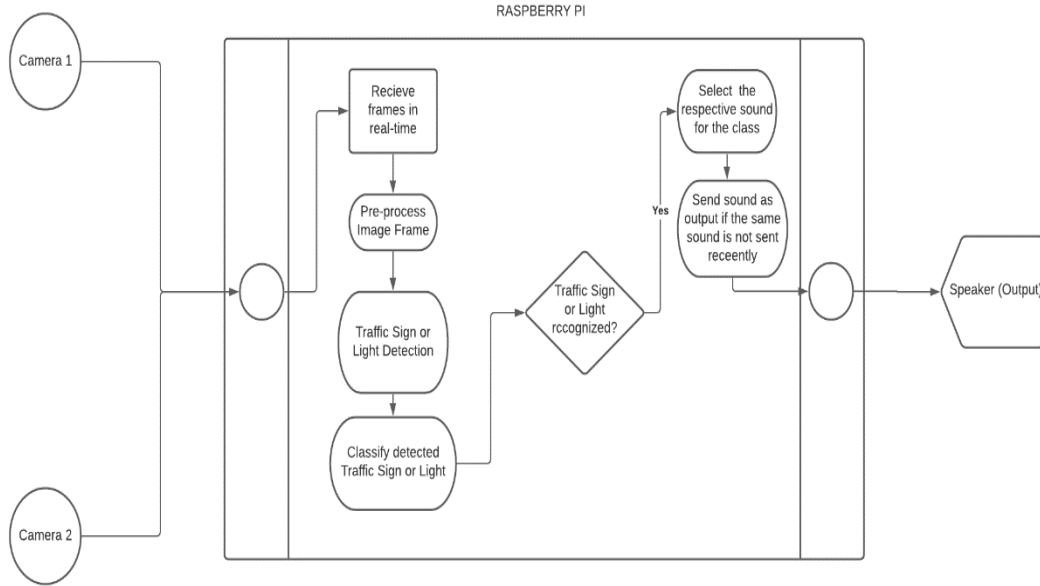 RASPBERRY PI
Camera 1
Recieve
frames in
real-time
Pre-process
Image Frame
Traffic Sign or
Light Detection
Classify detected
Traffic Sign or Light
Traffic Sign
or Light
rccognized?
Yes
Select the
respective sound
for the class
Send sound as
output if the same
sound is not sent
receently
Speaker (Output)
Camera 2